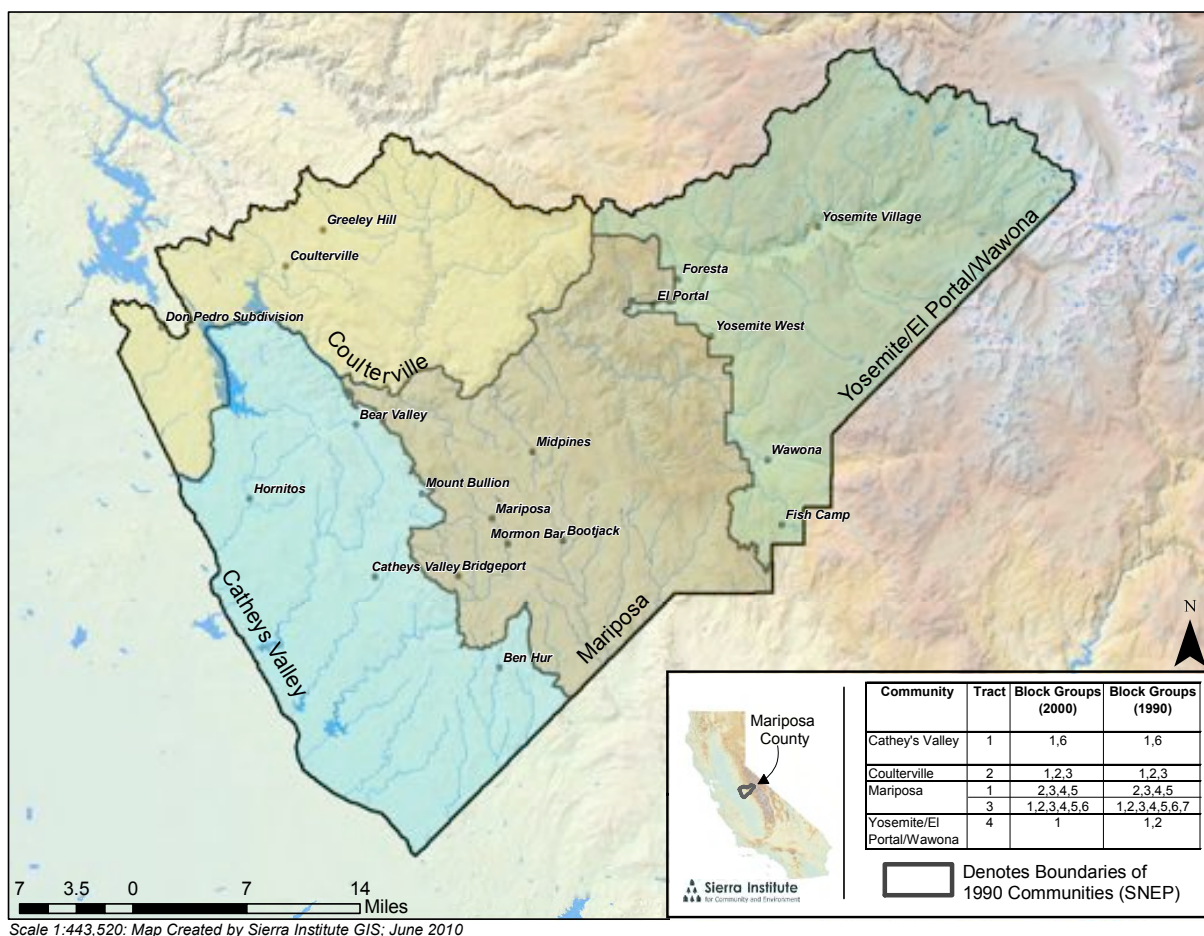 Greeley Hill
Yosemite Village
Coulterville
Foresta
El Portal
Don Pedro Subdivision
Yosemite West
Coulterville
Yosemite/El Portal/Wawona
Bear Valley
Midpines
Wawona
Hornitos
Mount Bullion
Mariposa
Fish Camp
Mormon Bar
Bootjack
Catheys Valley
Bridgeport
Catheys Valley
Mariposa
Ben Hur
N
Mariposa
County
Sierra Institute
for Community and Environment
Community Tract Block Groups (2000) Block Groups (1990)
Cathey's Valley 1 1,6 1,6
Coulterville 2 1,2,3 1,2,3
Mariposa 1 2,3,4,5 2,3,4,5
3 1,2,3,4,5,6 1,2,3,4,5,6,7
Yosemite/El Portal/Wawona 4 1 1,2
Denotes Boundaries of
1990 Communities (SNEP)
7 3.5 0 7 14
Miles
Scale 1:443,520; Map Created by Sierra Institute GIS; June 2010